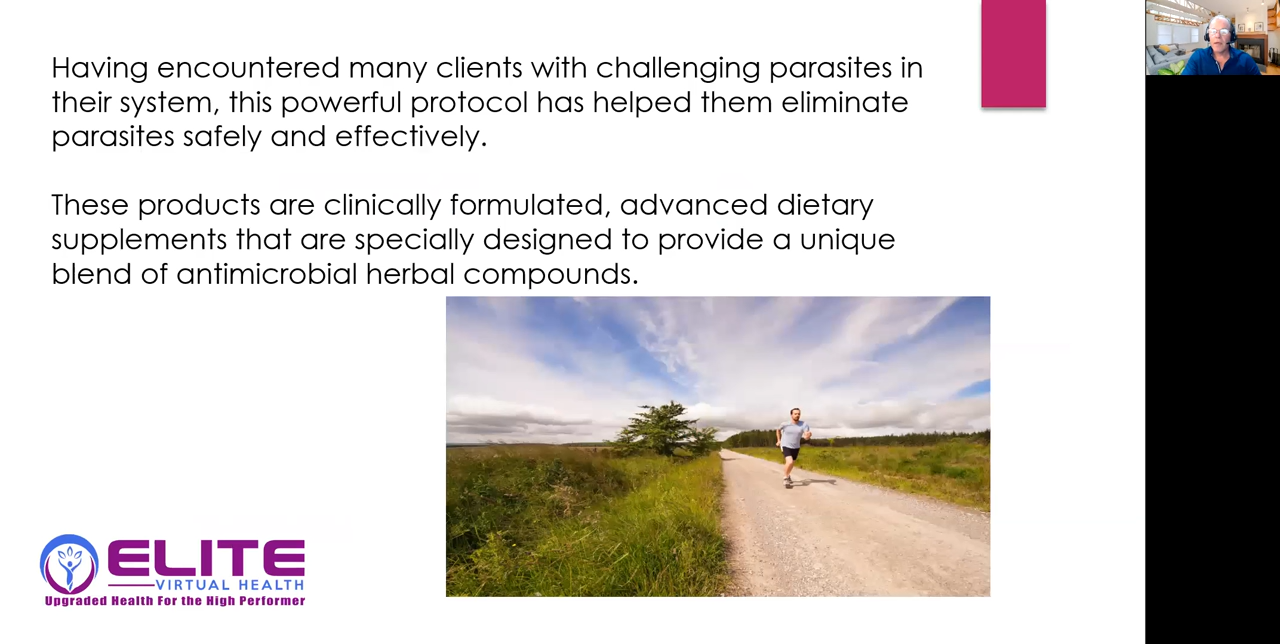 Having encountered many clients with challenging parasites in
their system, this powerful protocol has helped them eliminate
parasites safely and effectively.
These products are clinically formulated, advanced dietary
supplements that are specially designed to provide a unique
blend of antimicrobial herbal compounds.
ELITE
VIRTUAL HEALTH
Upgraded Health For the High Performer